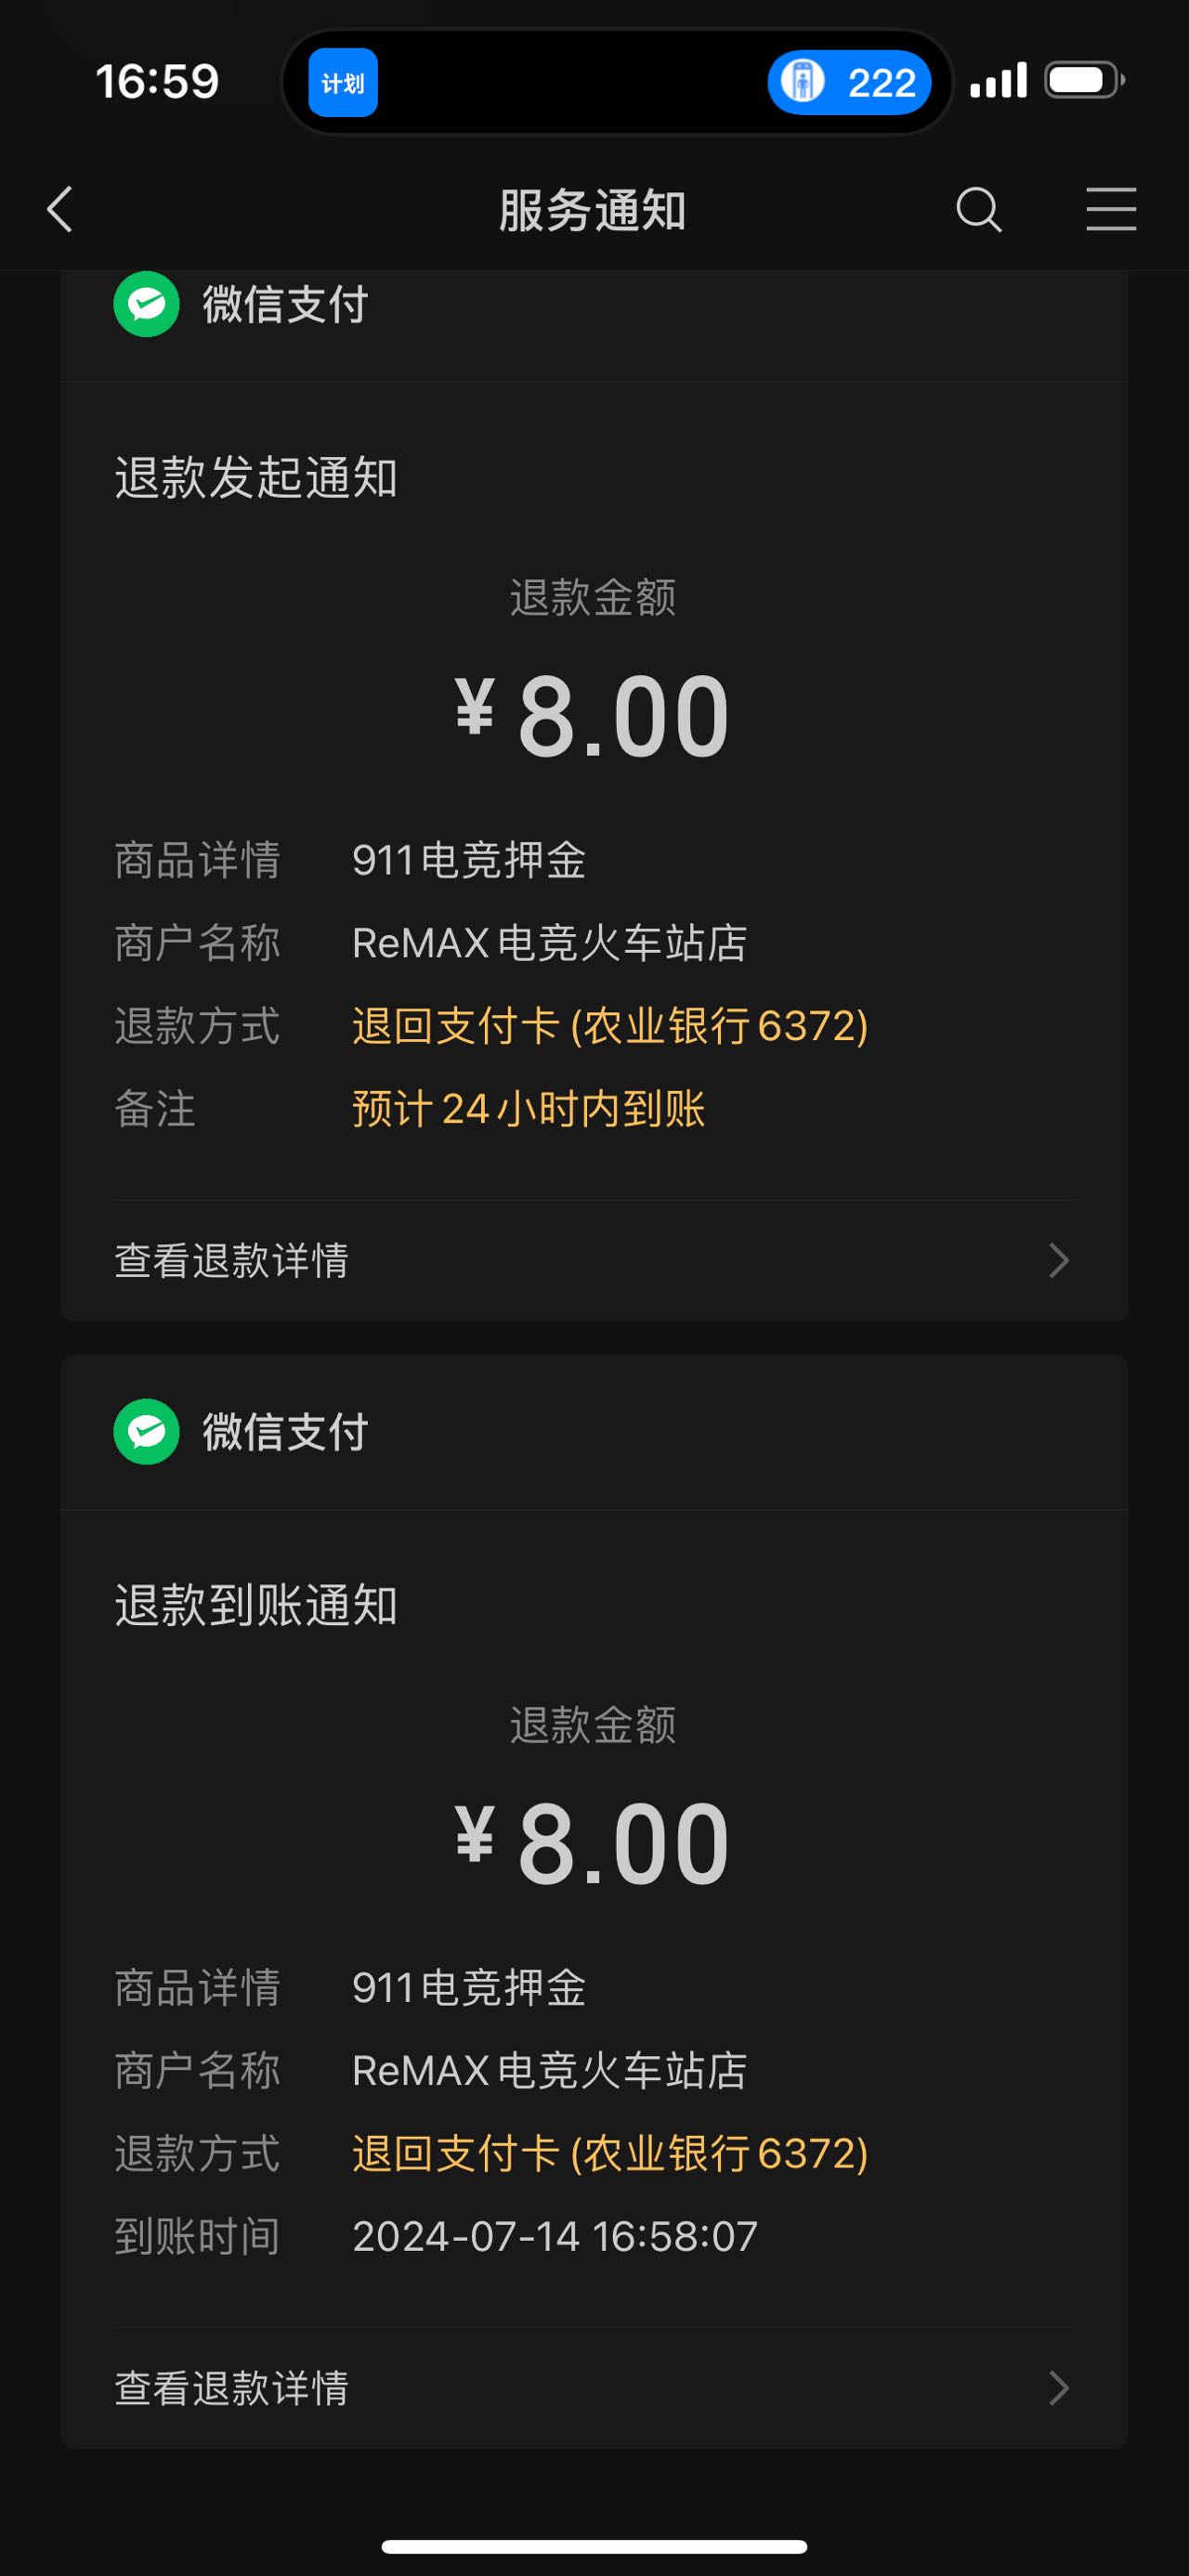 16:59
计划
222
服务通知
微信支付
退款发起通知
退款金额
¥8.00
商品详情 911电竞押金
商户名称 ReMAX电竞火车站店
退款方式 退回支付卡(农业银行6372)
备注 预计24小时内到账
查看退款详情
微信支付
退款到账通知
退款金额
¥8.00
商品详情 911电竞押金
商户名称 ReMAX电竞火车站店
退款方式 退回支付卡(农业银行6372)
到账时间 2024-07-14 16:58:07
查看退款详情